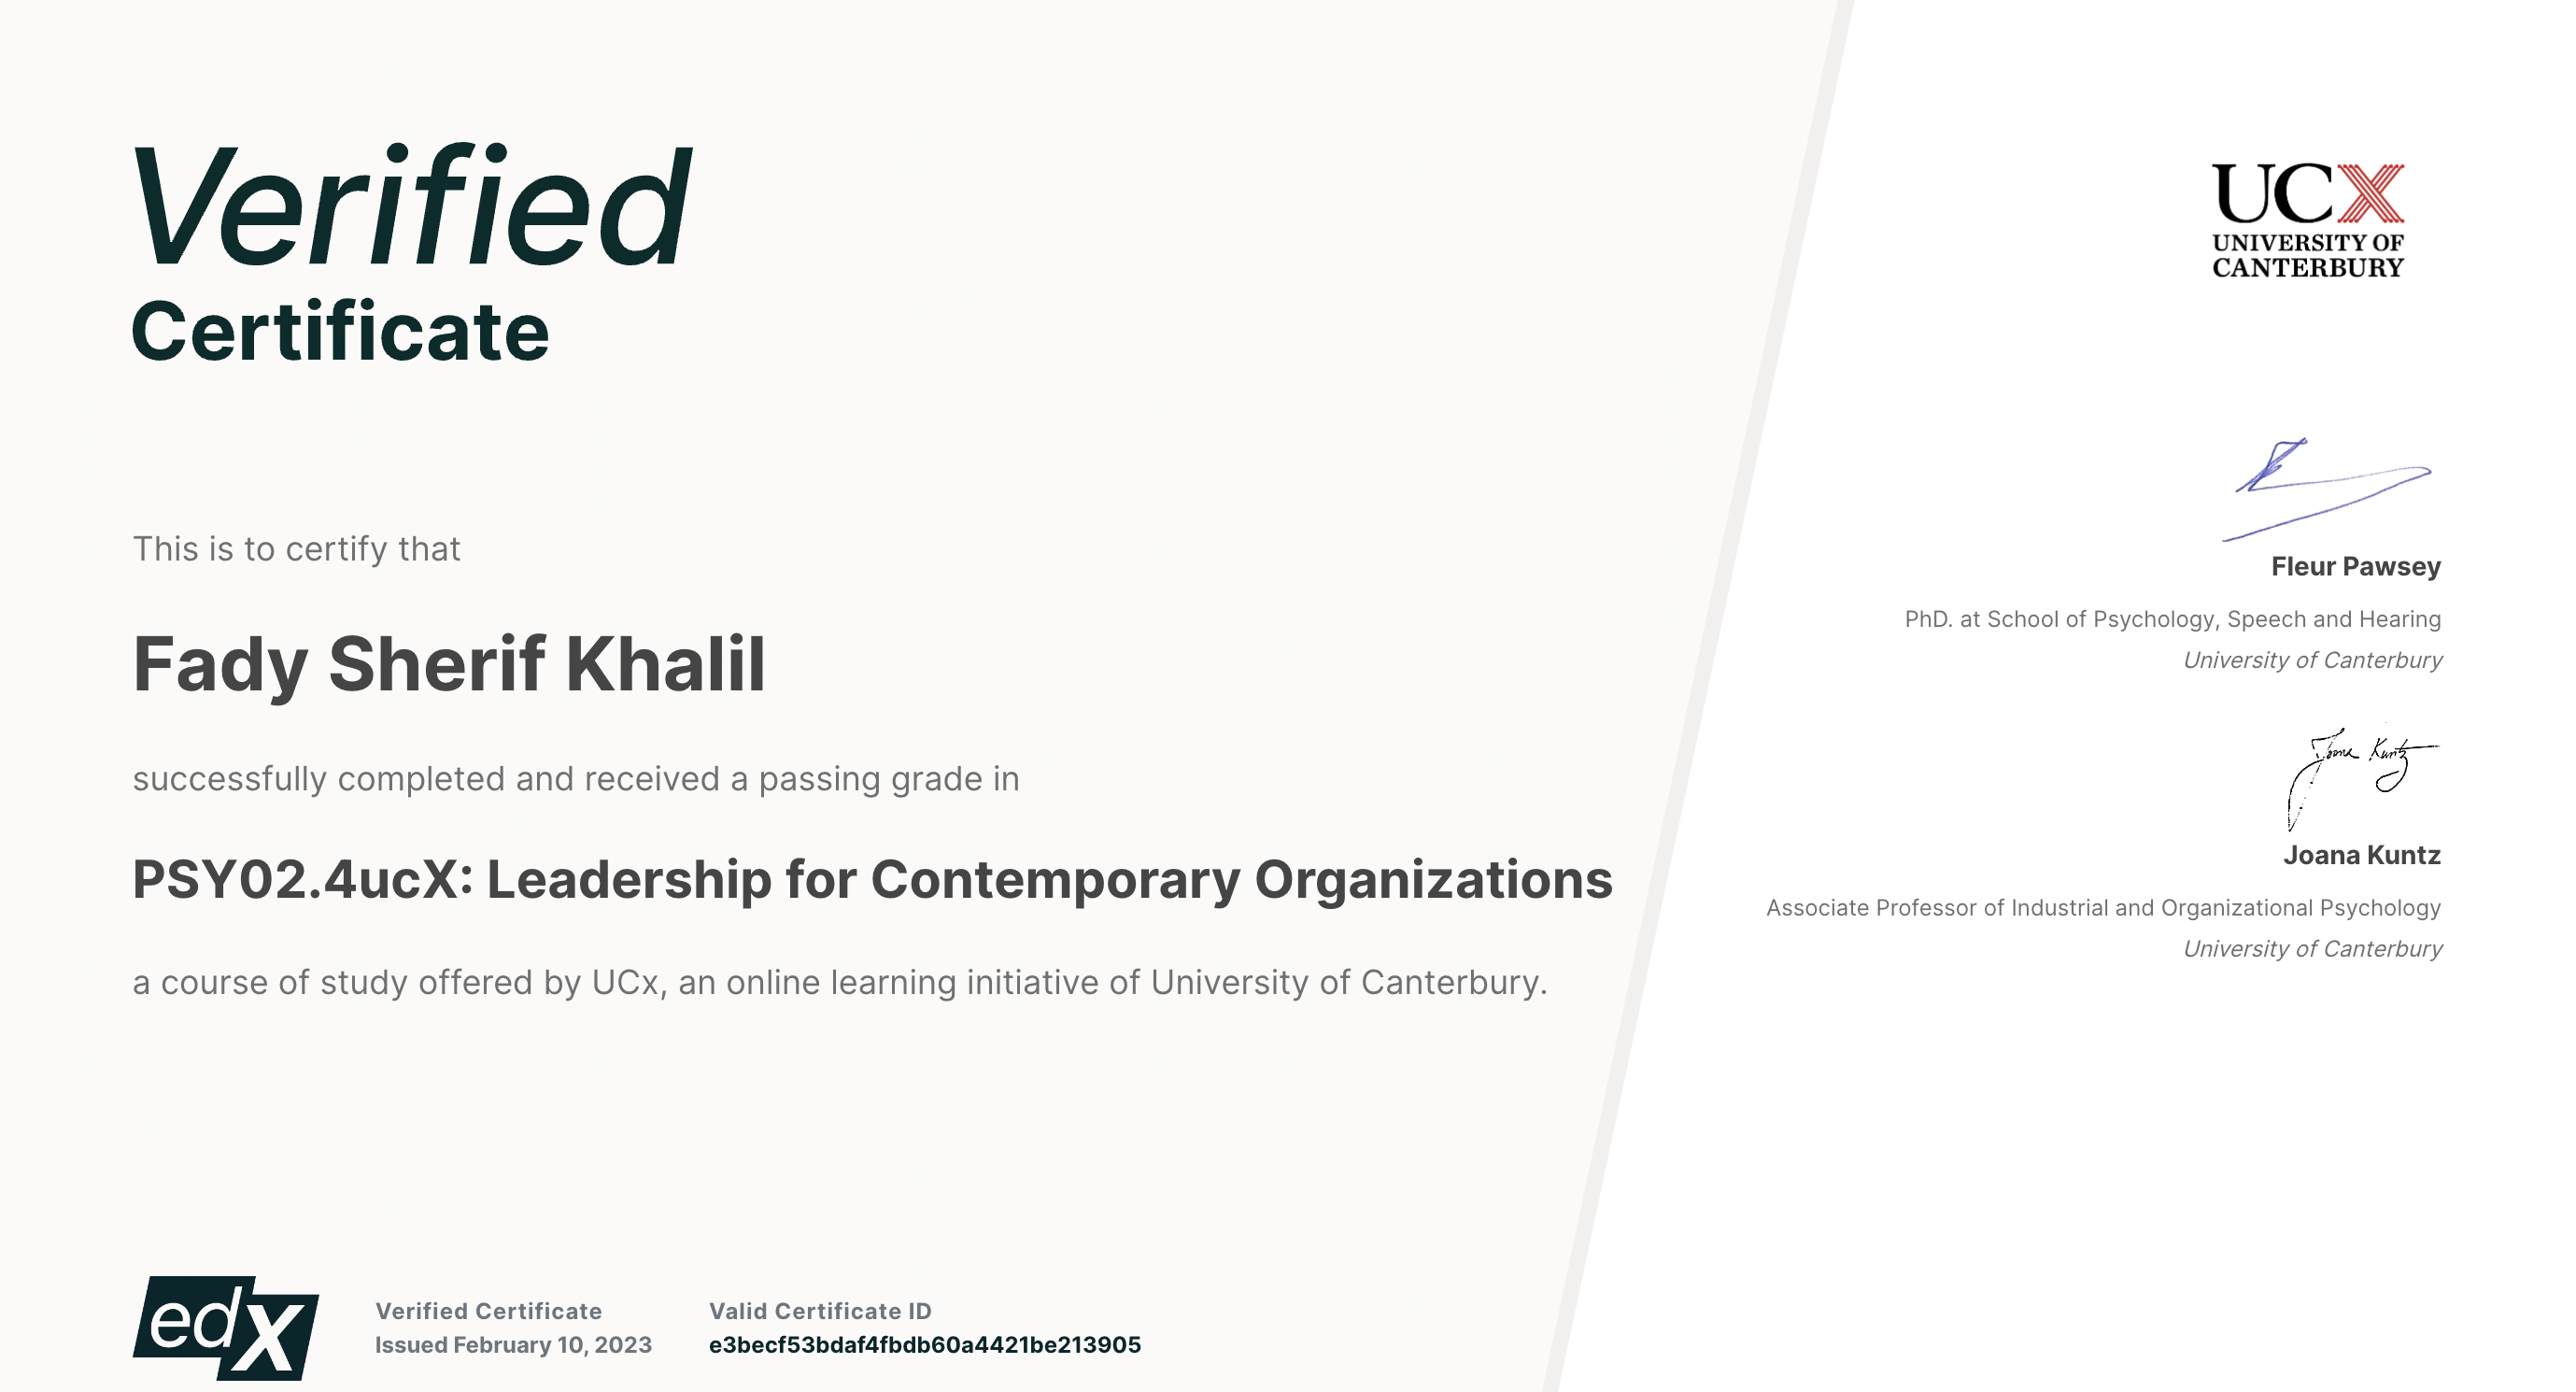 Verified
Certificate
This is to certify that
Fady Sherif Khalil
successfully completed and received a passing grade in
PSY02.4ucX: Leadership for Contemporary Organizations
a course of study offered by UCx, an online learning initiative of University of Canterbury.
edX
Verified Certificate
Issued February 10, 2023
Valid Certificate ID
e3becf53bdaf4fbdb60a4421be213905
UCX
UNIVERSITY OF
CANTERBURY
Fleur Pawsey
PhD. at School of Psychology, Speech and Hearing
University of Canterbury
Joana Kuntz
Joana Kuntz
Associate Professor of Industrial and Organizational Psychology
University of Canterbury